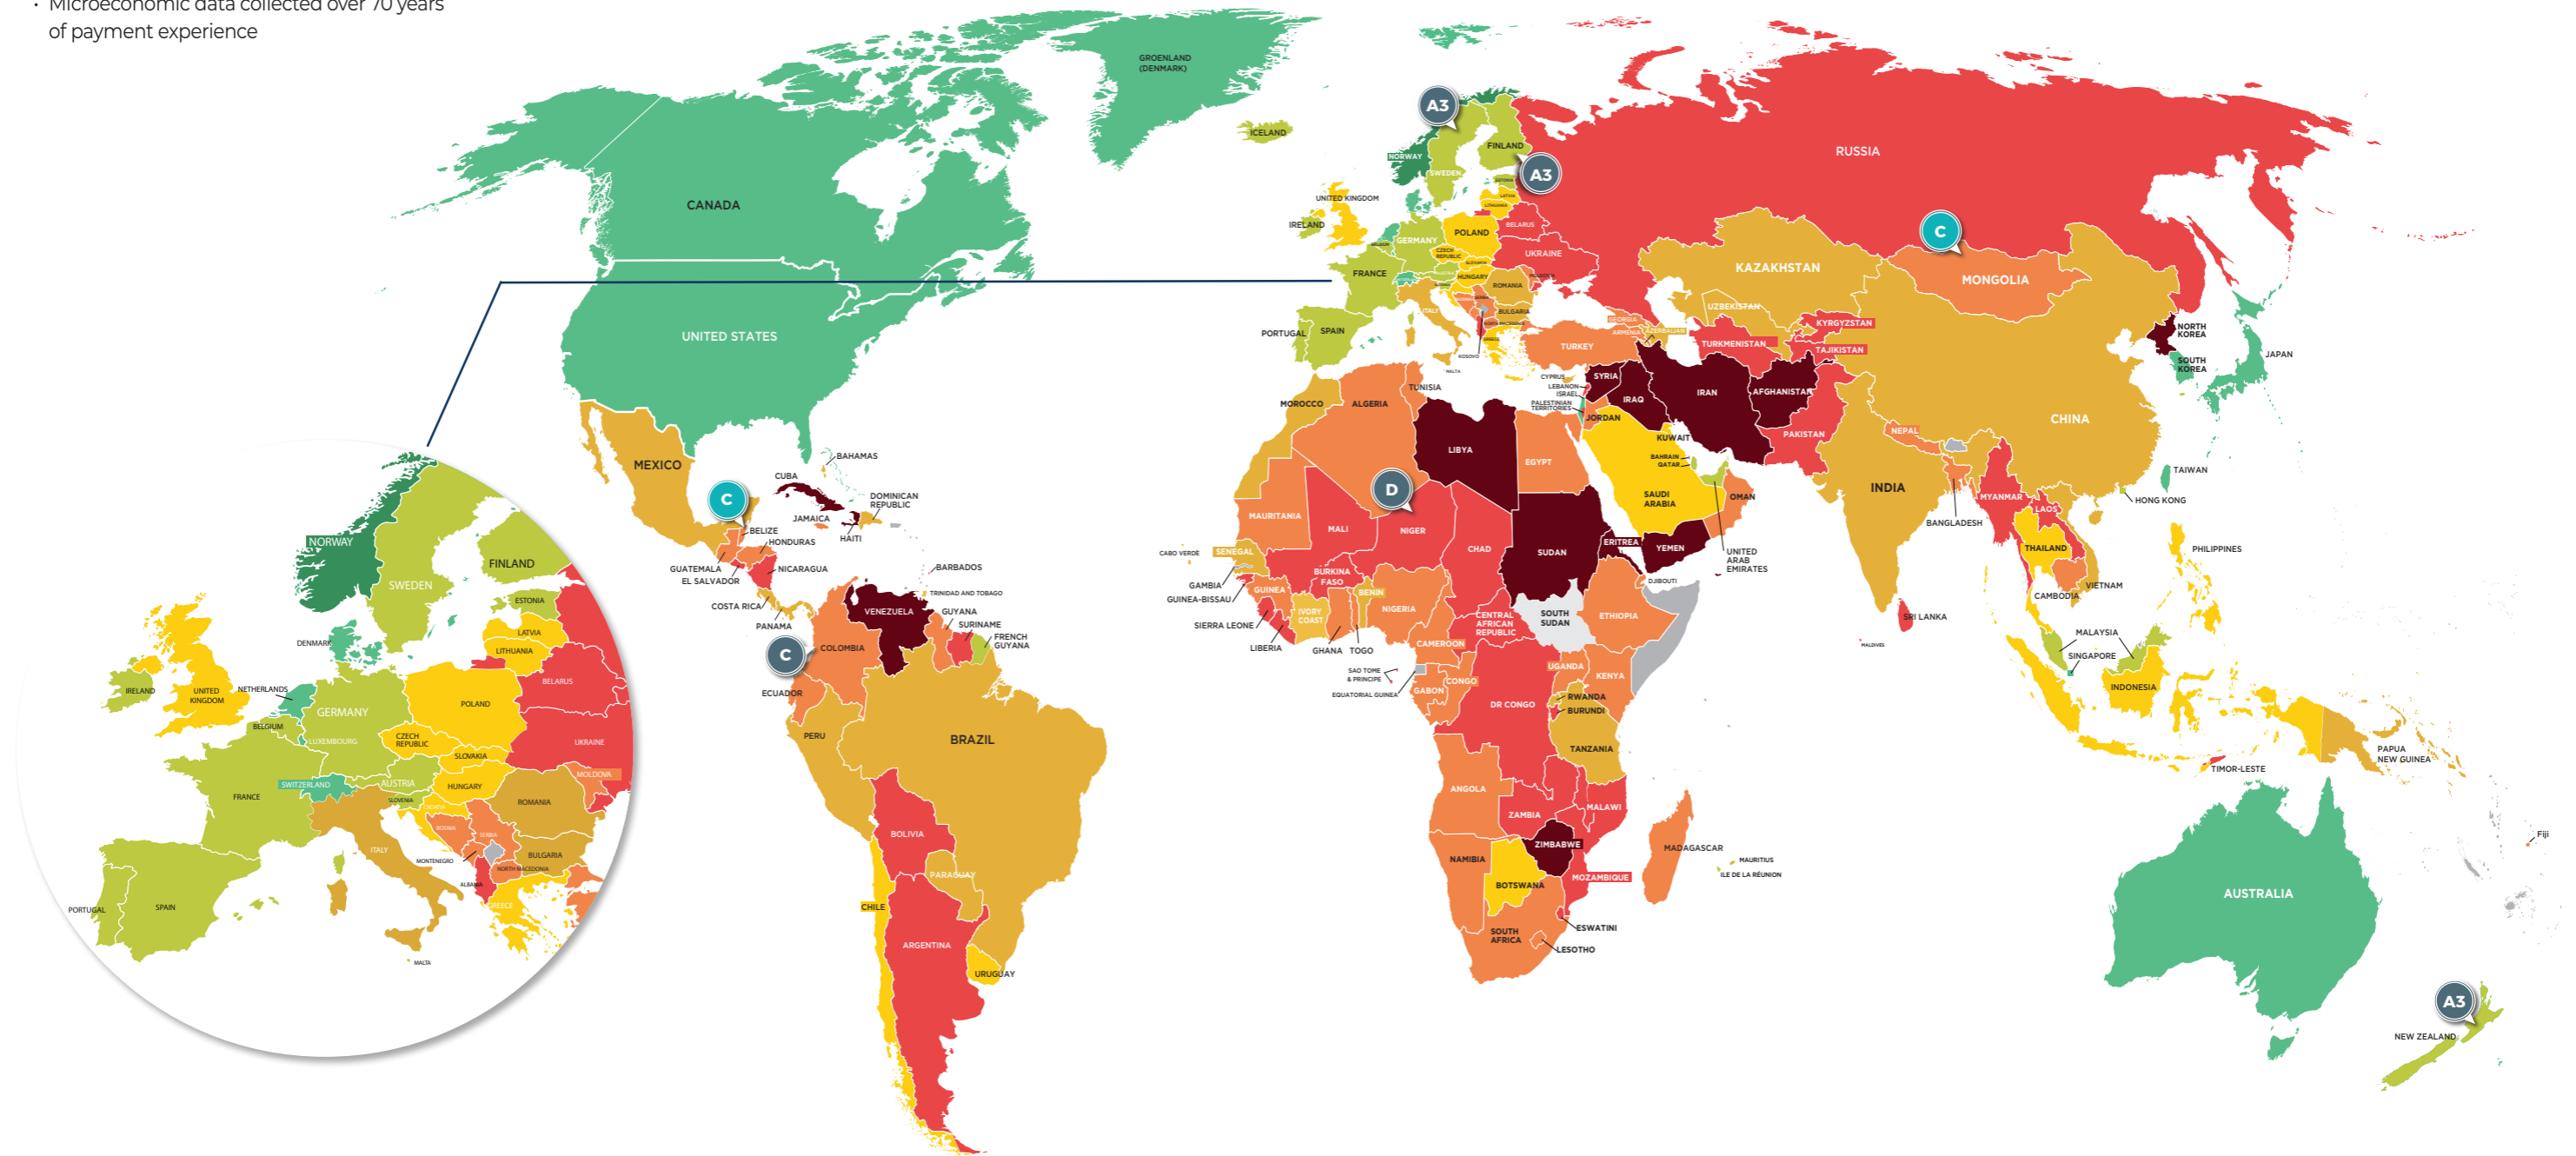 · Microeconomic data collected over 70 years
of payment experience
GROENLAND
(DENMARK)
ICELAND
A3
NORWAY
SWEDEN
FINLAND
A3
ESTONIA
LATVIA
LITHUANIA
UNITED KINGDOM
IRELAND
BELARUS
POLAND
GERMANY
BELGIUM
CZECH
REPUBLIC
UKRAINE
FRANCE
HUNGARY
ROMANIA
ITALY
BULGARIA
PORTUGAL
SPAIN
KOSOVO
MALTA
RUSSIA
C
KAZAKHSTAN
MONGOLIA
UZBEKISTAN
KYRGYZSTAN
TURKMENISTAN
TAJIKISTAN
GEORGIA
ARMENIA
AZERBAIJAN
TURKEY
NORTH
KOREA
SOUTH
KOREA
JAPAN
CANADA
UNITED STATES
MEXICO
C
BAHAMAS
CUBA
DOMINICAN
REPUBLIC
JAMAICA
HAITI
BELIZE
HONDURAS
GUATEMALA
EL SALVADOR
NICARAGUA
BARBADOS
COSTA RICA
TRINIDAD AND TOBAGO
PANAMA
VENEZUELA
GUYANA
SURINAME
FRENCH
GUYANA
C
COLOMBIA
ECUADOR
PERU
BRAZIL
BOLIVIA
PARAGUAY
CHILE
ARGENTINA
URUGUAY
CYPRUS
LEBANON
ISRAEL
PALESTINIAN
TERRITORIES
SYRIA
IRAQ
IRAN
AFGHANISTAN
JORDAN
KUWAIT
BAHRAIN
QATAR
PAKISTAN
NEPAL
CHINA
SAUDI
ARABIA
OMAN
UNITED
ARAB
EMIRATES
YEMEN
INDIA
BANGLADESH
MYANMAR
LAOS
TAIWAN
HONG KONG
THAILAND
VIETNAM
CAMBODIA
PHILIPPINES
SRI LANKA
MALDIVES
MALAYSIA
SINGAPORE
INDONESIA
PAPUA
NEW GUINEA
TIMOR-LESTE
MOROCCO
ALGERIA
TUNISIA
LIBYA
EGYPT
D
MAURITANIA
MALI
NIGER
CHAD
SUDAN
ERITREA
DJIBOUTI
CABO VERDE
SENEGAL
GAMBIA
GUINEA-BISSAU
GUINEA
SIERRA LEONE
LIBERIA
BURKINA
FASO
IVORY
COAST
GHANA
TOGO
BENIN
NIGERIA
CENTRAL
AFRICAN
REPUBLIC
SOUTH
SUDAN
ETHIOPIA
CAMEROON
SAO TOME
& PRINCIPE
EQUATORIAL GUINEA
GABON
CONGO
UGANDA
KENYA
RWANDA
BURUNDI
DR CONGO
TANZANIA
ANGOLA
ZAMBIA
MALAWI
ZIMBABWE
MOZAMBIQUE
MADAGASCAR
MAURITIUS
ILE DE LA RÉUNION
NAMIBIA
BOTSWANA
SOUTH
AFRICA
ESWATINI
LESOTHO
AUSTRALIA
Fiji
A3
NEW ZEALAND
NORWAY
SWEDEN
FINLAND
ESTONIA
LATVIA
LITHUANIA
DENMARK
IRELAND
UNITED
KINGDOM
NETHERLANDS
BELARUS
POLAND
GERMANY
BELGIUM
LUXEMBOURG
CZECH
REPUBLIC
UKRAINE
SLOVAKIA
MOLDOVA
SWITZERLAND
AUSTRIA
HUNGARY
FRANCE
SLOVENIA
CROATIA
ROMANIA
BOSNIA
SERBIA
ITALY
MONTENEGRO
BULGARIA
NORTH MACEDONIA
ALBANIA
GREECE
PORTUGAL
SPAIN
MALTA